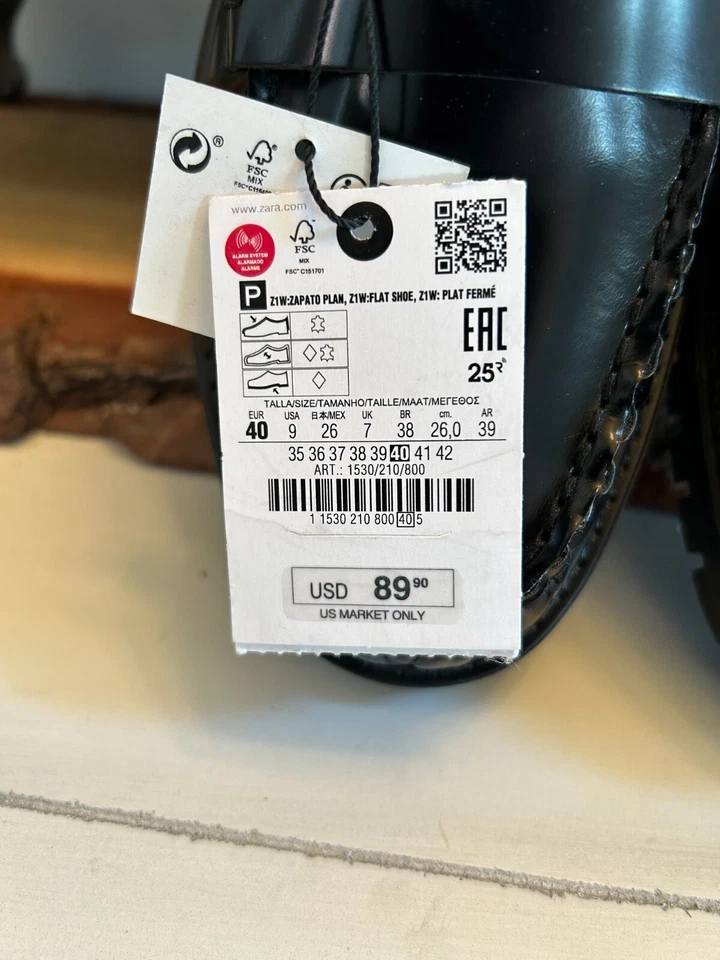 ®
FSC®
MIX
www.zara.com
ALARM SYSTEM
ALARMADO
ALARME
FSC™
MIX
FSC® C151701
P Z1W:ZAPATO PLAN, Z1W:FLAT SHOE, Z1W: PLAT FERMÉ
EAC
25
TALLA/SIZE/TAMANHO/TAILLE/MAAT/ΜΕΓΕΘΟΣ
EUR USA 日本/MEX UK BR cm. AR
40 9 26 7 38 26,0 39
35 36 37 38 39 40 41 42
ART.: 1530/210/800
1 1530 210 800 40 5
USD 89 90
US MARKET ONLY